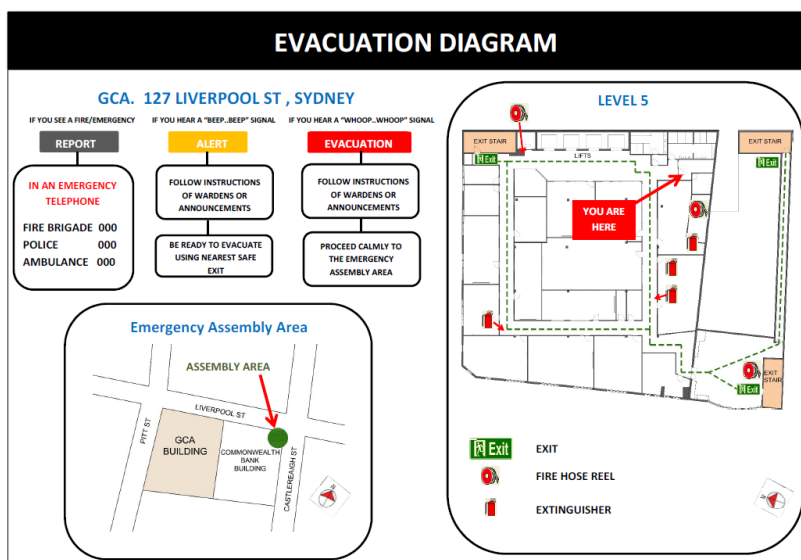 EVACUATION DIAGRAM
GCA. 127 LIVERPOOL ST , SYDNEY
IF YOU SEE A FIRE/EMERGENCY
REPORT
IN AN EMERGENCY
TELEPHONE
FIRE BRIGADE 000
POLICE 000
AMBULANCE 000
IF YOU HEAR A “BEEP..BEEP” SIGNAL
ALERT
FOLLOW INSTRUCTIONS
OF WARDENS OR
ANNOUNCEMENTS
BE READY TO EVACUATE
USING NEAREST SAFE
EXIT
IF YOU HEAR A “WHOOP..WHOOP” SIGNAL
EVACUATION
FOLLOW INSTRUCTIONS
OF WARDENS OR
ANNOUNCEMENTS
PROCEED CALMLY TO
THE EMERGENCY
ASSEMBLY AREA
Emergency Assembly Area
ASSEMBLY AREA
LIVERPOOL ST
PITT ST
GCA
BUILDING
COMMONWEALTH
BANK
BUILDING
CASTLEREAIGH ST
N
LEVEL 5
EXIT STAIR
Exit
LIFTS
EXIT STAIR
Exit
YOU ARE
HERE
EXIT
STAIR
Exit
Exit
EXIT
FIRE HOSE REEL
EXTINGUISHER
N